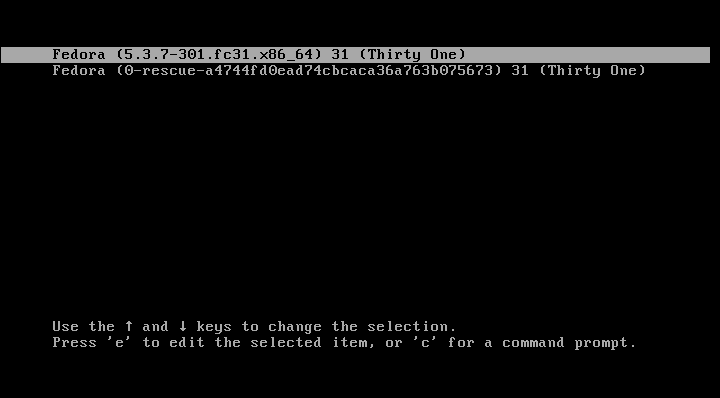 Fedora (5.3.7-301.fc31.x86_64) 31 (Thirty One)
Fedora (0-rescue-a4744fd0ead74cbcaca36a763b075673) 31 (Thirty One)
Use the ↑ and ↓ keys to change the selection.
Press 'e' to edit the selected item, or 'c' for a command prompt.